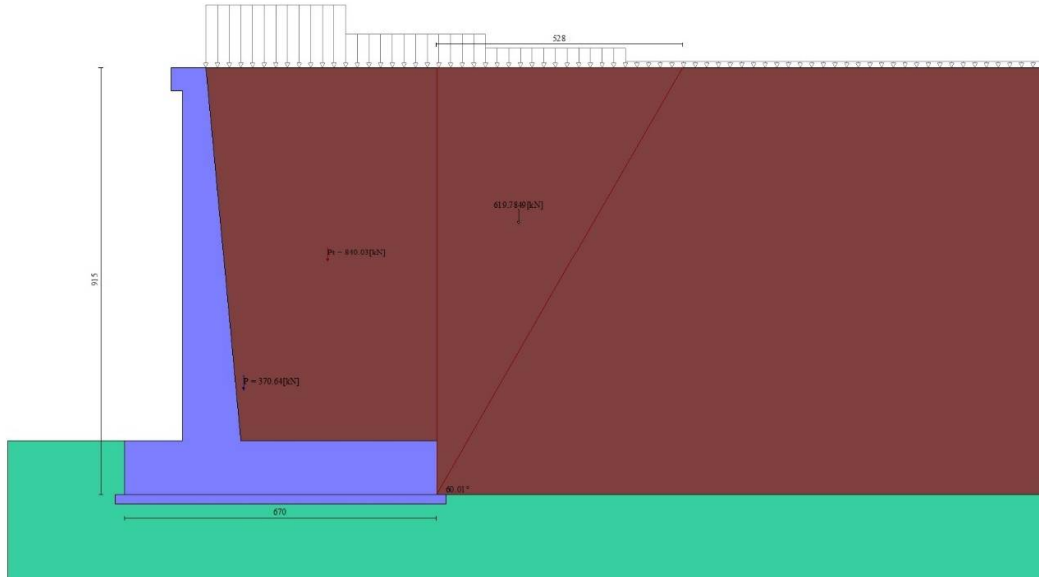 528
619.7849[kN]
Pt = 840.03[kN]
915
P = 370.64[kN]
60.01°
670